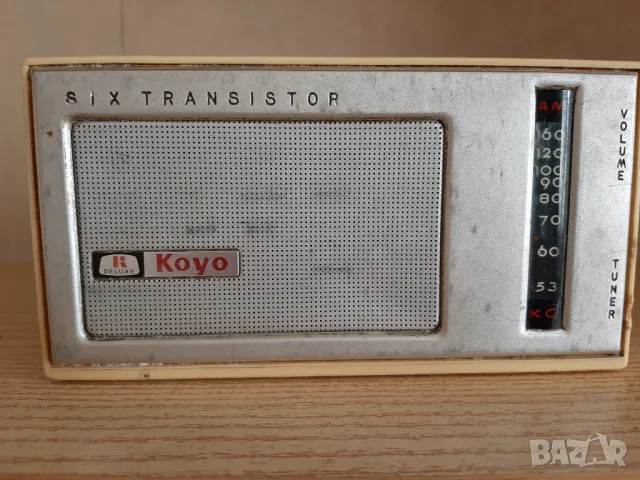 SIX TRANSISTOR
DELUXE
Koyo
AM
160
120
100
90
80
70
60
53
KC
VOLUME
TUNER
BAZAR